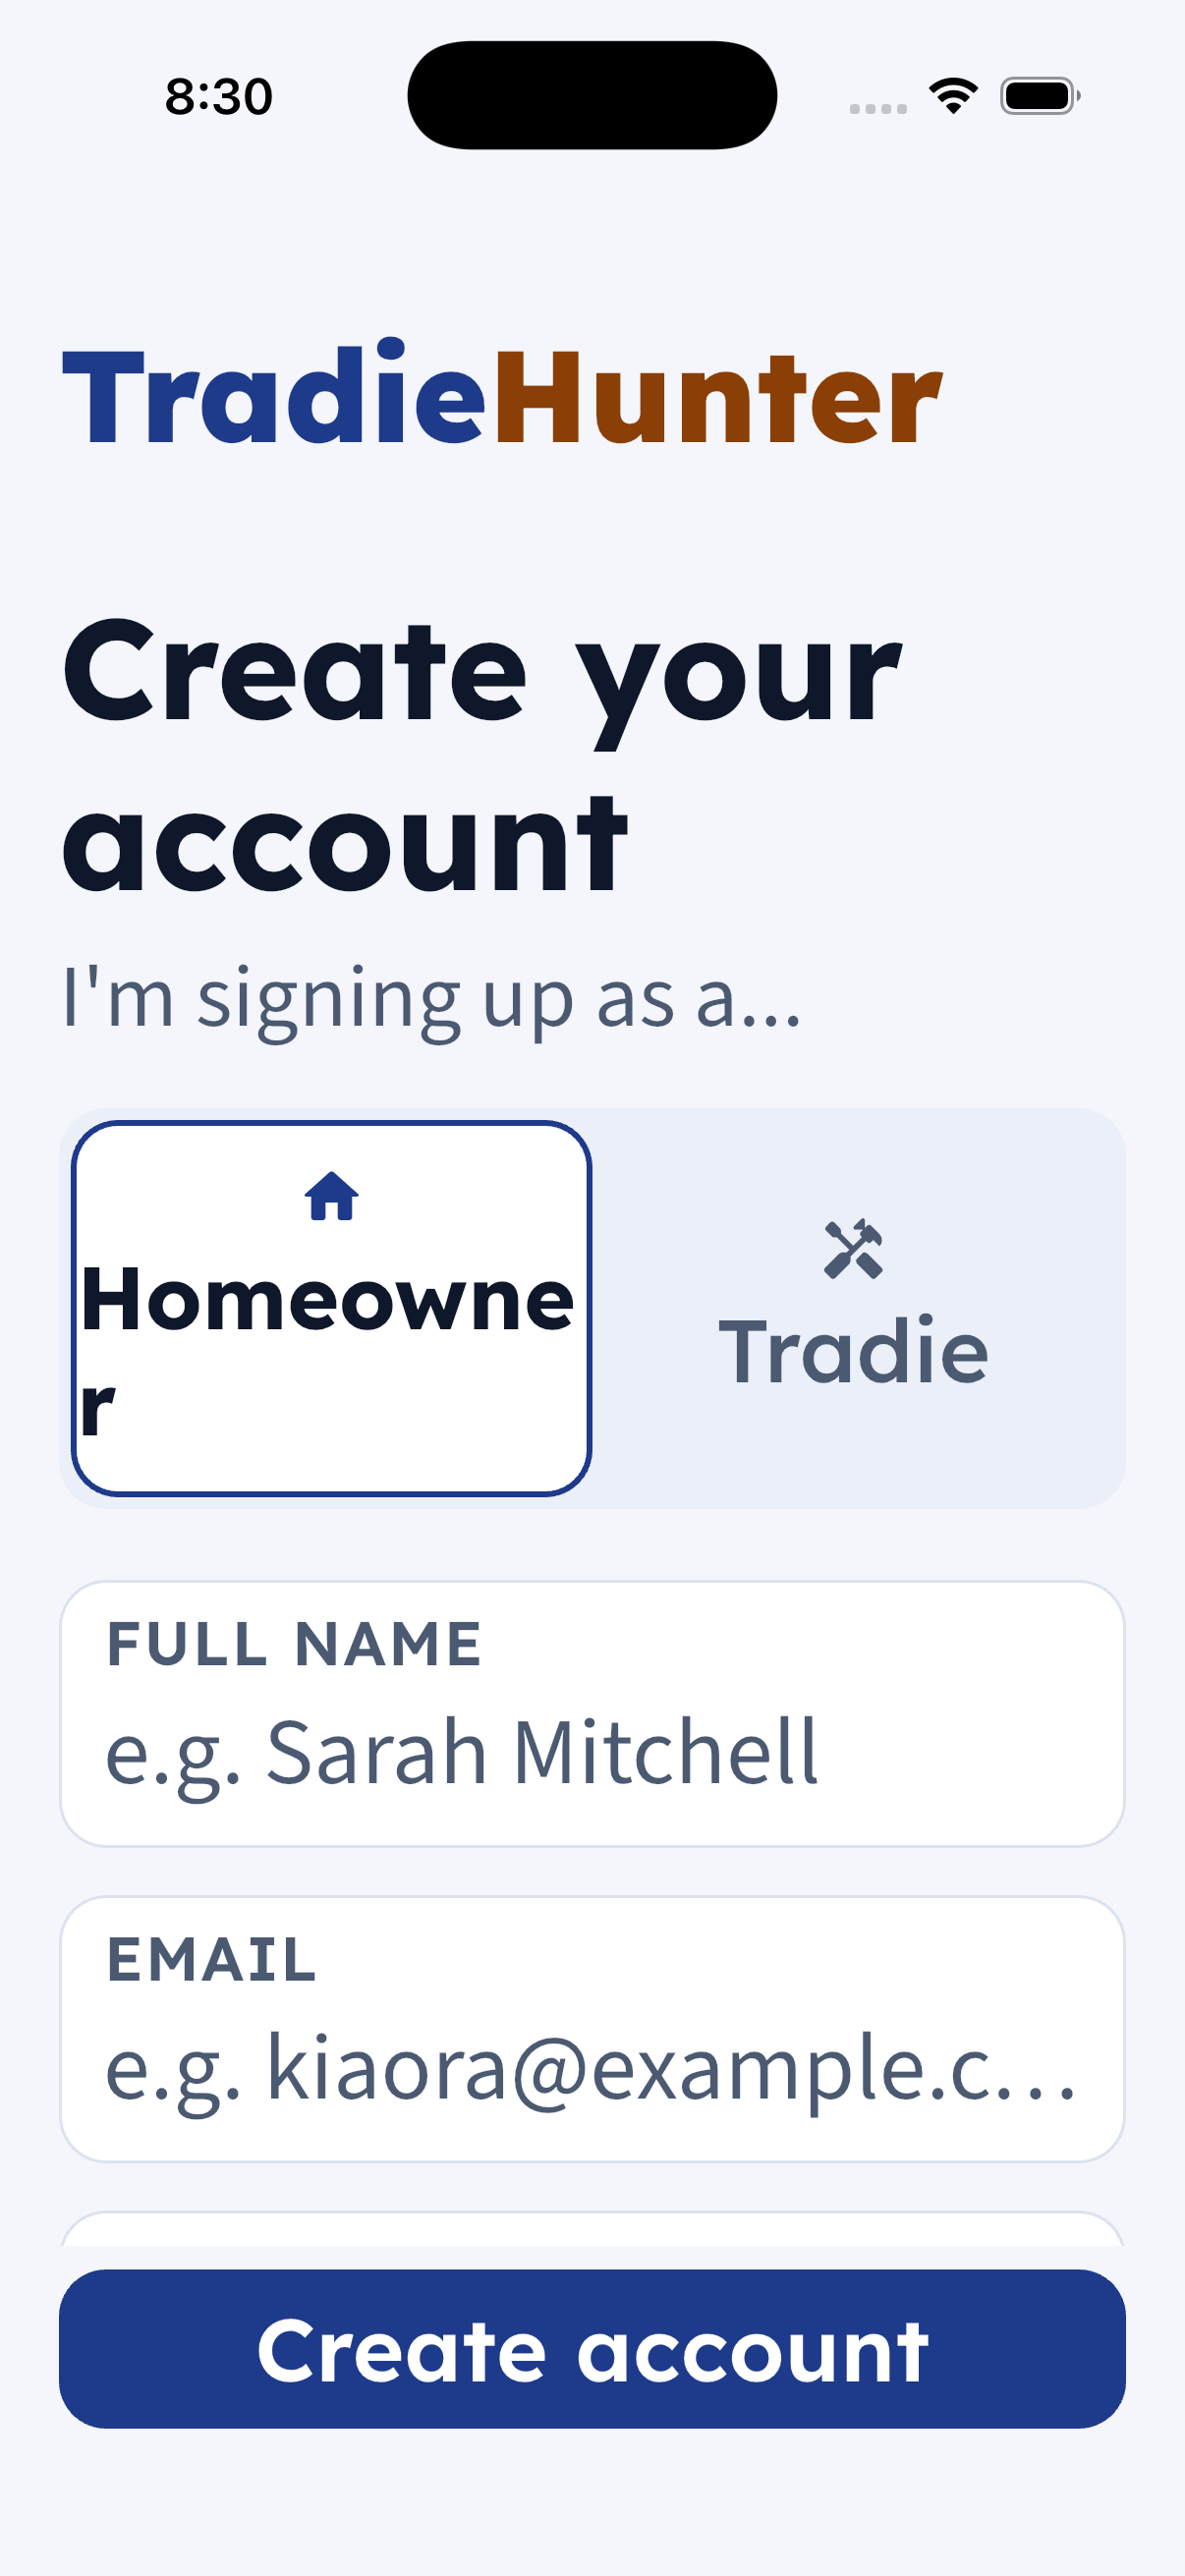 8:30
TradieHunter
Create your
account
I'm signing up as a...
Homeowne
r
Tradie
FULL NAME
e.g. Sarah Mitchell
EMAIL
e.g. kiaora@example.c...
Create account